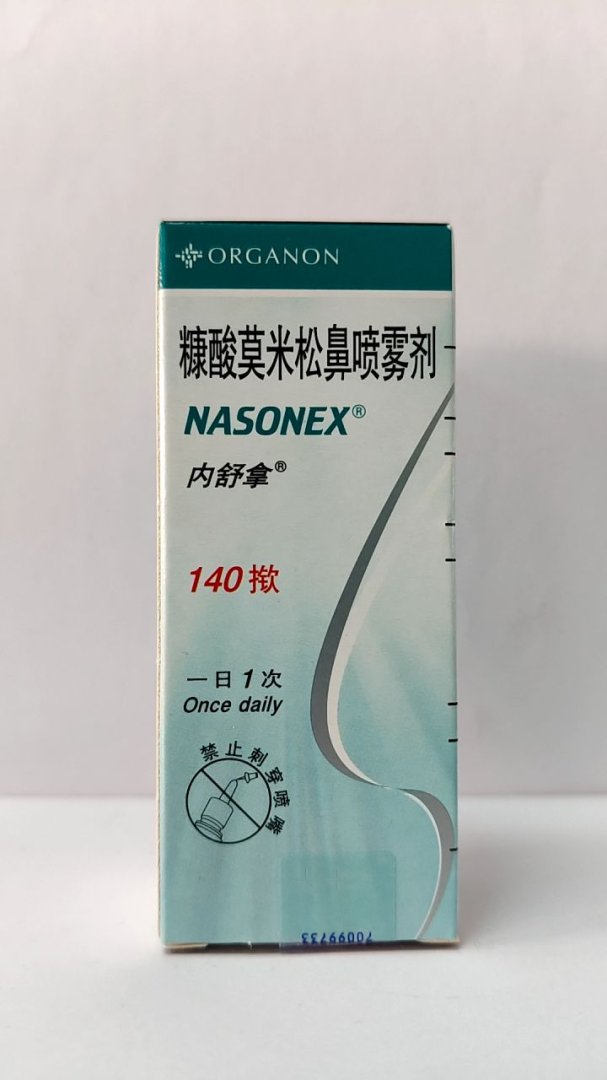 ORGANON
糠酸莫米松鼻喷雾剂
NASONEX®
内舒拿®
140揿
一日1次
Once daily
禁止刺穿喷嘴
70099733